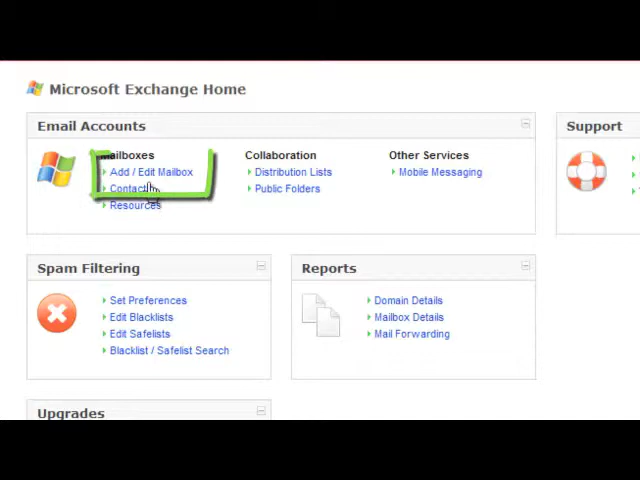 Microsoft Exchange Home
Email Accounts
Mailboxes
Add / Edit Mailbox
Contacts
Resources
Collaboration
Distribution Lists
Public Folders
Other Services
Mobile Messaging
Support
Spam Filtering
Set Preferences
Edit Blacklists
Edit Safelists
Blacklist / Safelist Search
Reports
Domain Details
Mailbox Details
Mail Forwarding
Upgrades